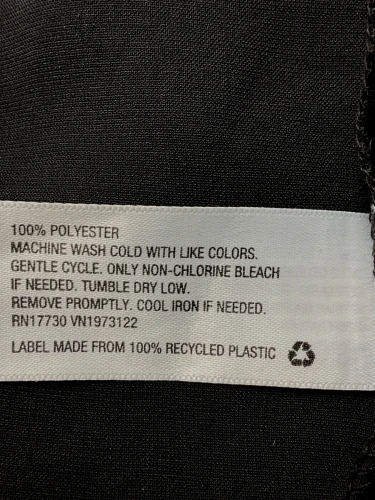 100% POLYESTER
MACHINE WASH COLD WITH LIKE COLORS.
GENTLE CYCLE. ONLY NON-CHLORINE BLEACH
IF NEEDED. TUMBLE DRY LOW.
REMOVE PROMPTLY. COOL IRON IF NEEDED.
RN17730 VN1973122
LABEL MADE FROM 100% RECYCLED PLASTIC